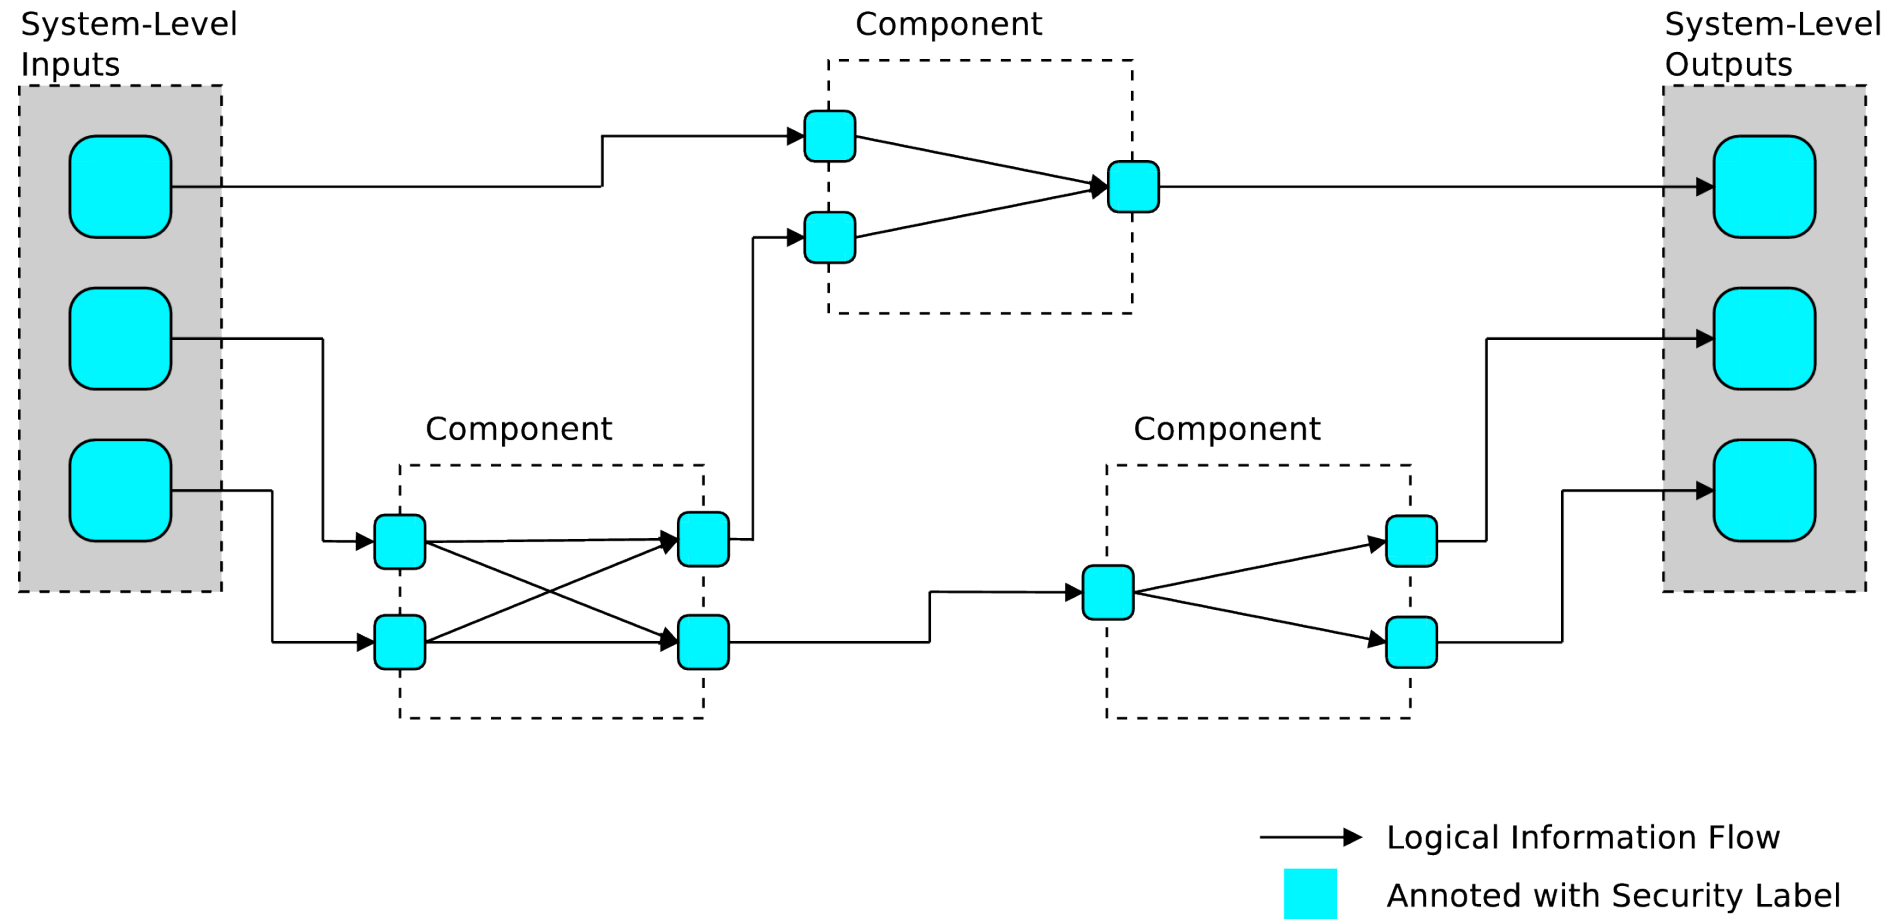 System-Level
Inputs
Component
System-Level
Outputs
Component
Component
Logical Information Flow
Annoted with Security Label